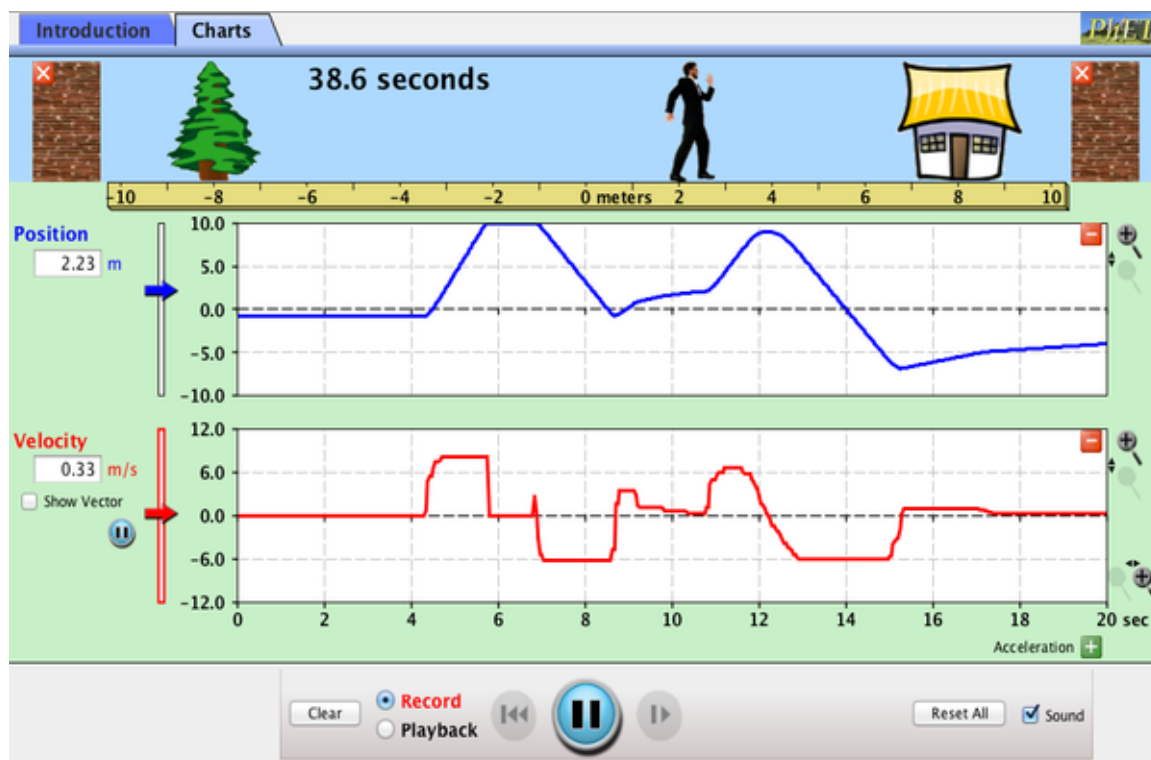 Introduction Charts PhET
38.6 seconds
-10 -8 -6 -4 -2 0 meters 2 4 6 8 10
Position
2.23 m
10.0
5.0
0.0
-5.0
-10.0
Velocity
0.33 m/s
Show Vector
12.0
6.0
0.0
-6.0
-12.0
0 2 4 6 8 10 12 14 16 18 20 sec
Acceleration
Clear Record Playback Reset All Sound